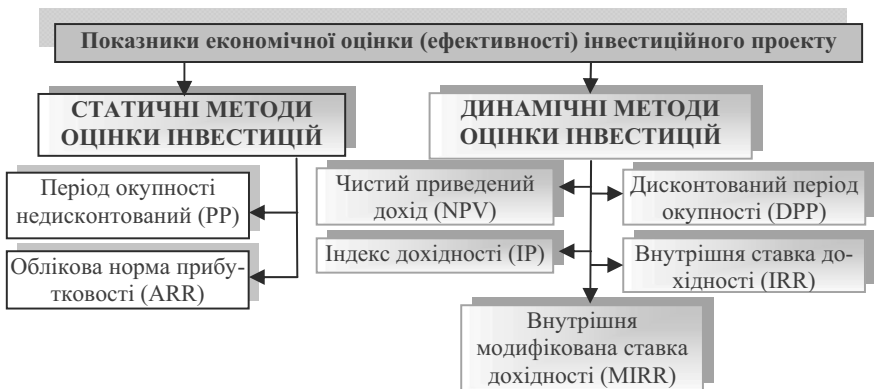 Показники економічної оцінки (ефективності) інвестиційного проекту
СТАТИЧНІ МЕТОДИ
ОЦІНКИ ІНВЕСТИЦІЙ
Період окупності
недисконтований (PP)
Облікова норма прибу-
тковості (ARR)
ДИНАМІЧНІ МЕТОДИ
ОЦІНКИ ІНВЕСТИЦІЙ
Чистий приведений
дохід (NPV)
Дисконтований період
окупності (DPP)
Індекс дохідності (IP)
Внутрішня ставка до-
хідності (IRR)
Внутрішня
модифікована ставка
дохідності (MIRR)